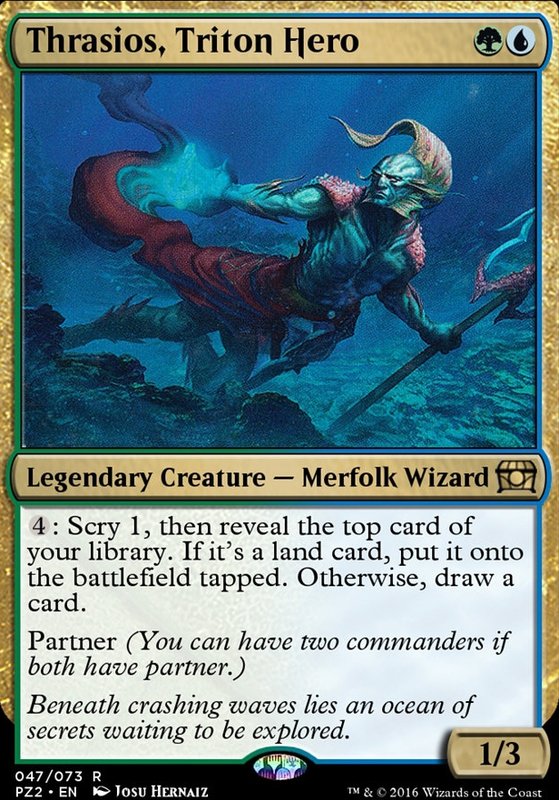 Thrasios, Triton Hero
Legendary Creature — Merfolk Wizard
4: Scry 1, then reveal the top card of
your library. If it's a land card, put it onto
the battlefield tapped. Otherwise, draw a
card.
Partner (You can have two commanders if
both have partner.)
Beneath crashing waves lies an ocean of
secrets waiting to be explored.
1/3
047/073 R
PZ2 • EN Josu Hernaiz
™ & © 2016 Wizards of the Coast